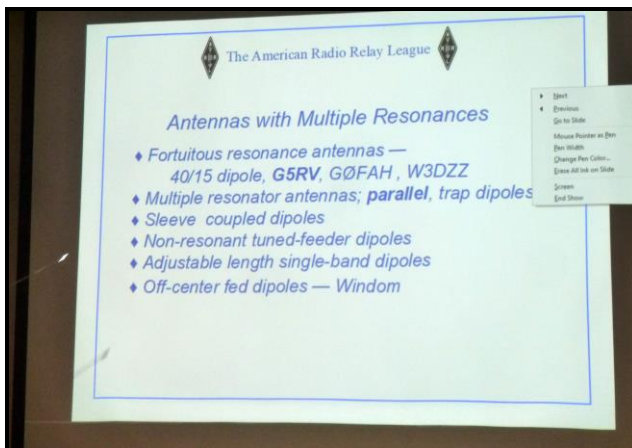 The American Radio Relay League
Antennas with Multiple Resonances
♦ Fortuitous resonance antennas —
40/15 dipole, G5RV, GØFAH , W3DZZ
♦ Multiple resonator antennas; parallel, trap dipoles
♦ Sleeve coupled dipoles
♦ Non-resonant tuned-feeder dipoles
♦ Adjustable length single-band dipoles
♦ Off-center fed dipoles — Windom
Next
Previous
Go to Slide
Mouse Pointer as Pen
Pen Width
Change Pen Color...
Erase All Ink on Slide
Screen
End Show